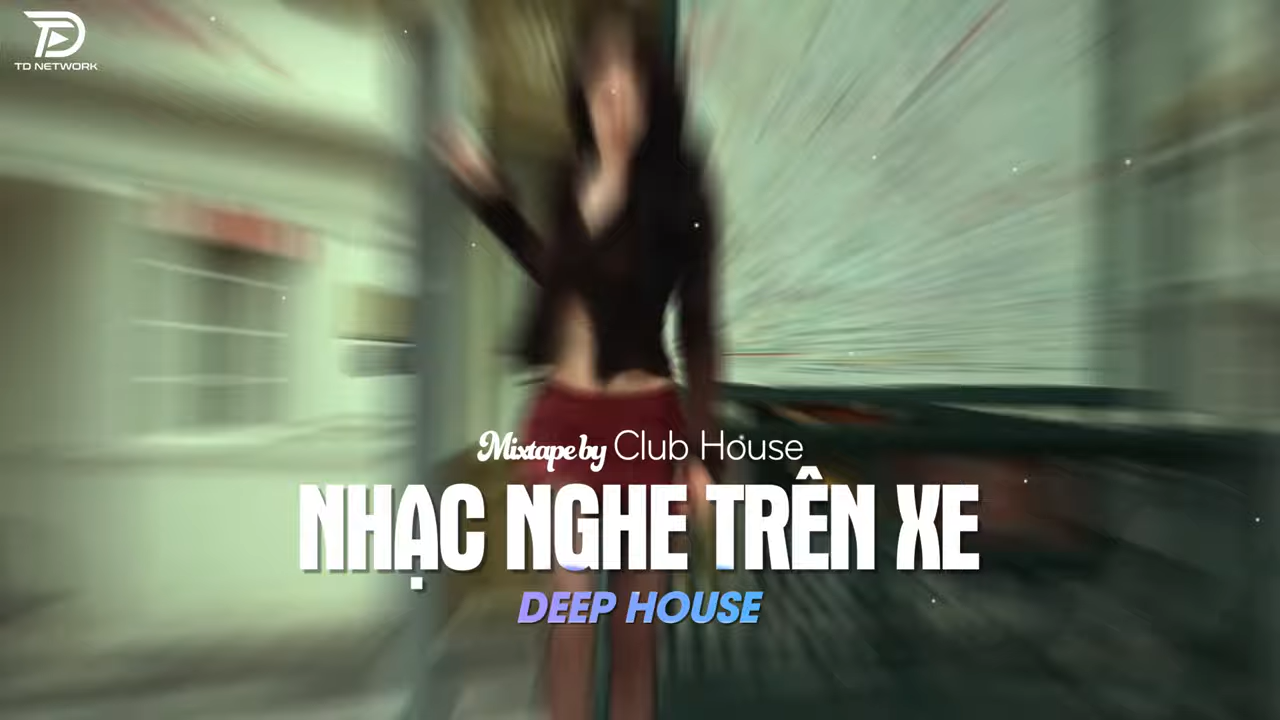 TD NETWORK
Mixtape by Club House
NHẠC NGHE TRÊN XE
DEEP HOUSE